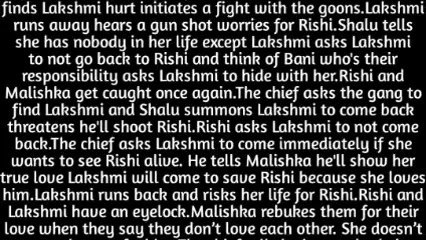 finds Lakshmi hurt initiates a fight with the goons.Lakshmi
runs away hears a gun shot worries for Rishi.Shalu tells
she has nobody in her life except Lakshmi asks Lakshmi
to not go back to Rishi and think of Bani who's their
responsibility asks Lakshmi to hide with her.Rishi and
Malishka get caught once again.The chief asks the gang to
find Lakshmi and Shalu summons Lakshmi to come back
threatens he'll shoot Rishi.Rishi asks Lakshmi to not come
back.The chief asks Lakshmi to come immediately if she
wants to see Rishi alive. He tells Malishka he'll show her
true love Lakshmi will come to save Rishi because she loves
him.Lakshmi runs back and risks her life for Rishi.Rishi and
Lakshmi have an eyelock.Malishka rebukes them for their
love when they say they don't love each other. She doesn't